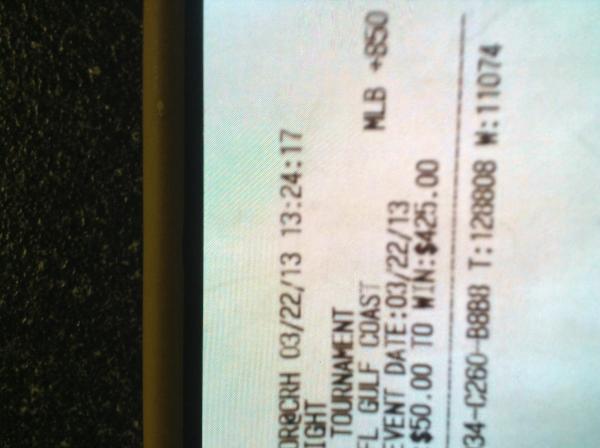 OR@CRH 03/22/13 13:24:17
IGHT
TOURNAMENT
FL GULF COAST MLB +850
EVENT DATE:03/22/13
$50.00 TO WIN:$425.00
34-C260-B8B8 T:128808 W:11074